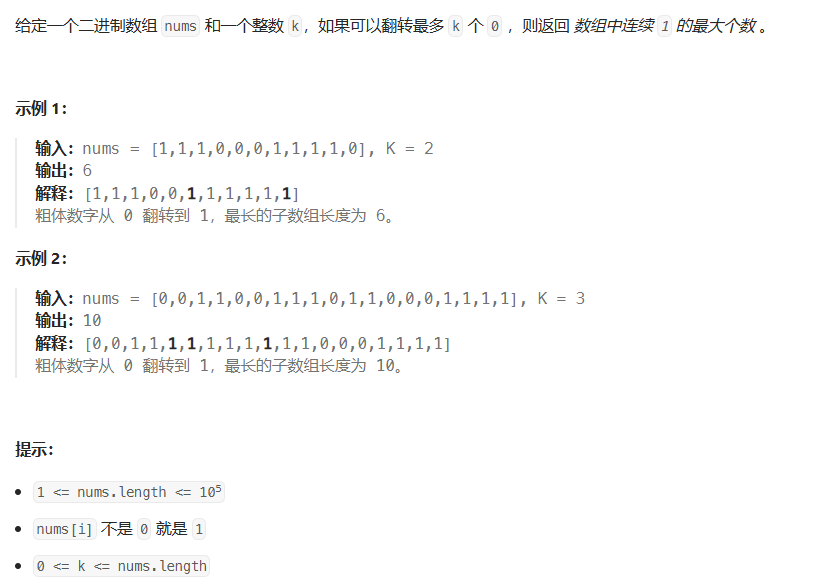 给定一个二进制数组 nums 和一个整数 k，如果可以翻转最多 k 个 0 ，则返回 数组中连续 1 的最大个数 。
示例 1：
输入：nums = [1,1,1,0,0,0,1,1,1,1,0], K = 2
输出：6
解释：[1,1,1,0,0,1,1,1,1,1,1]
粗体数字从 0 翻转到 1，最长的子数组长度为 6。
示例 2：
输入：nums = [0,0,1,1,0,0,1,1,1,0,1,1,0,0,0,1,1,1,1], K = 3
输出：10
解释：[0,0,1,1,1,1,1,1,1,1,1,1,0,0,0,1,1,1,1]
粗体数字从 0 翻转到 1，最长的子数组长度为 10。
提示：
• 1 <= nums.length <= 10⁵
• nums[i] 不是 0 就是 1
• 0 <= k <= nums.length